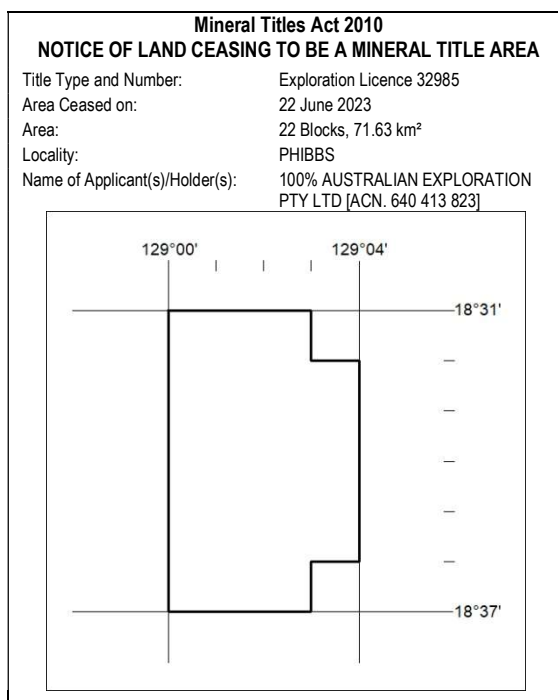 Mineral Titles Act 2010
NOTICE OF LAND CEASING TO BE A MINERAL TITLE AREA
Title Type and Number: Exploration Licence 32985
Area Ceased on: 22 June 2023
Area: 22 Blocks, 71.63 km²
Locality: PHIBBS
Name of Applicant(s)/Holder(s): 100% AUSTRALIAN EXPLORATION
PTY LTD [ACN. 640 413 823]
129°00' 129°04'
18°31'
18°37'